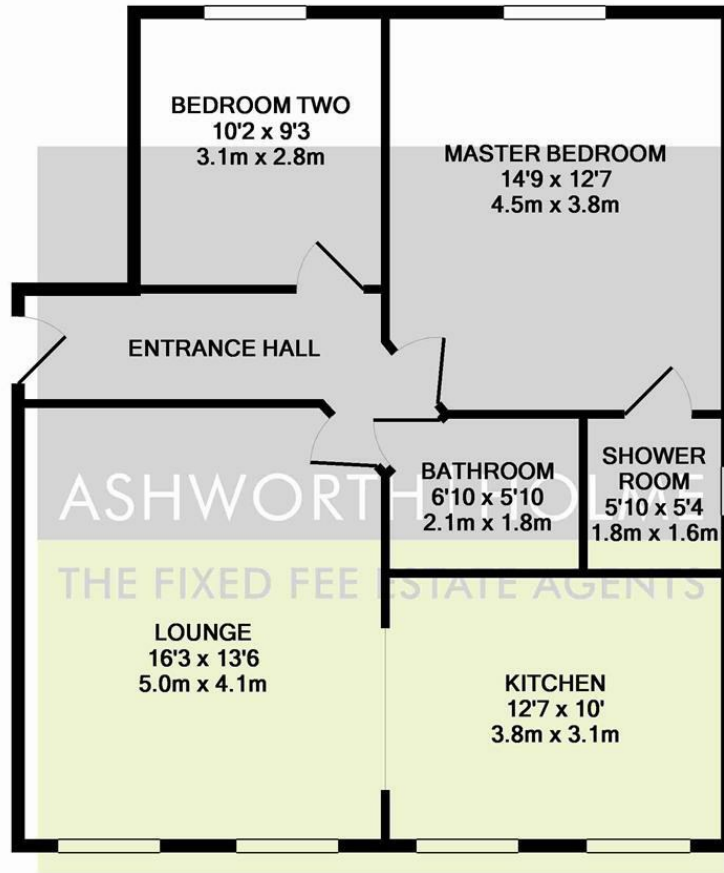 BEDROOM TWO
10'2 x 9'3
3.1m x 2.8m
MASTER BEDROOM
14'9 x 12'7
4.5m x 3.8m
ENTRANCE HALL
BATHROOM
6'10 x 5'10
2.1m x 1.8m
SHOWER
ROOM
5'10 x 5'4
1.8m x 1.6m
ASHWORTH HOLME
THE FIXED FEE ESTATE AGENTS
LOUNGE
16'3 x 13'6
5.0m x 4.1m
KITCHEN
12'7 x 10'
3.8m x 3.1m